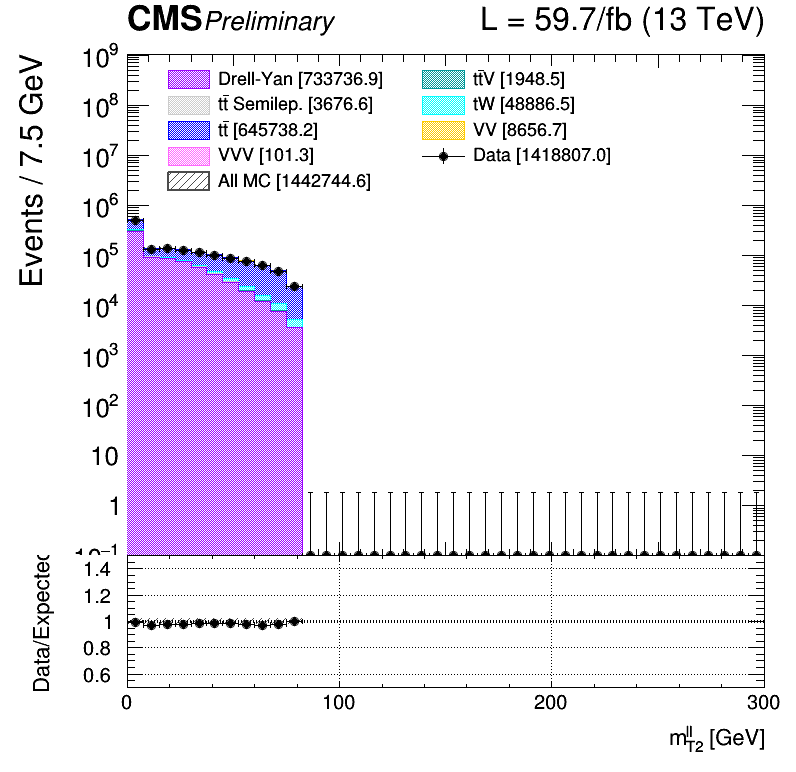 CMS Preliminary L = 59.7/fb (13 TeV)
Events / 7.5 GeV
10⁹
10⁸
10⁷
10⁶
10⁵
10⁴
10³
10²
10
1
10⁻¹
Drell-Yan [733736.9]
tt̄ Semilep. [3676.6]
tt̄ [645738.2]
VVV [101.3]
All MC [1442744.6]
tt̄V [1948.5]
tW [48886.5]
VV [8656.7]
Data [1418807.0]
Data/Expected
1.4
1.2
1
0.8
0.6
0 100 200 300
m_T2^ll [GeV]